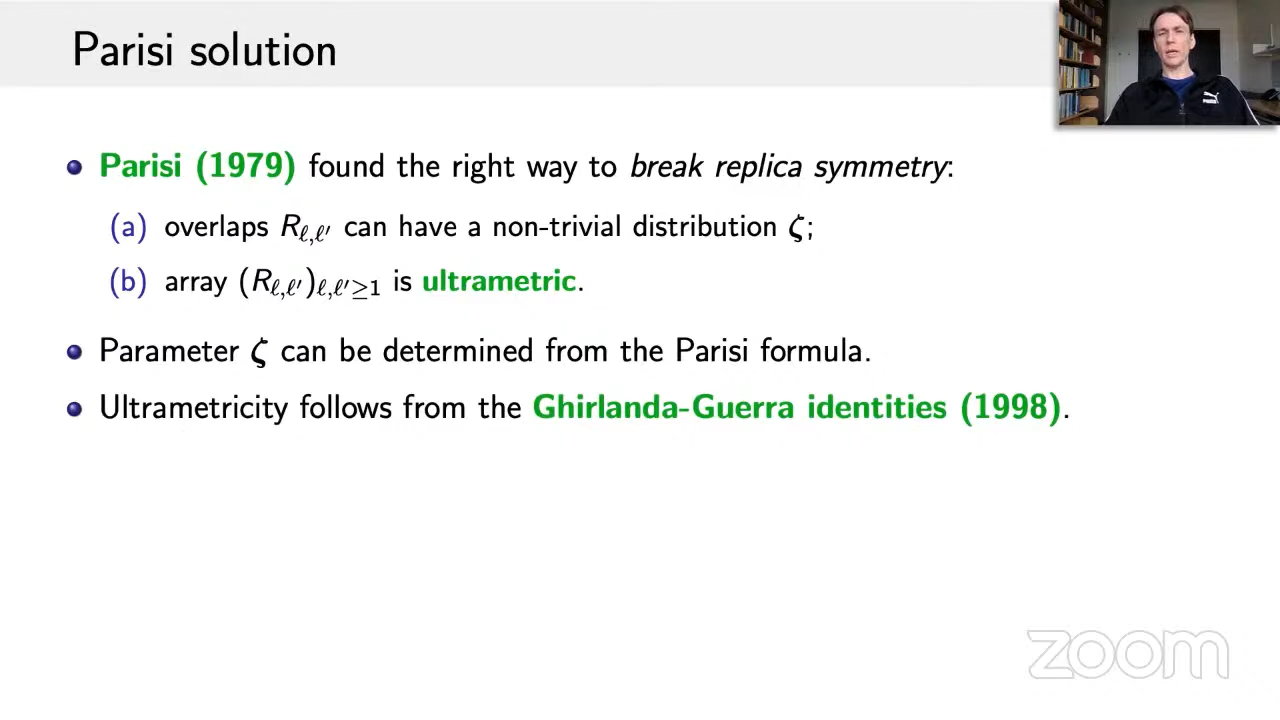 Parisi solution
Parisi (1979) found the right way to break replica symmetry:
(a) overlaps R_{ℓ,ℓ′} can have a non-trivial distribution ζ;
(b) array (R_{ℓ,ℓ′})_{ℓ,ℓ′≥1} is ultrametric.
Parameter ζ can be determined from the Parisi formula.
Ultrametricity follows from the Ghirlanda-Guerra identities (1998).
zoom